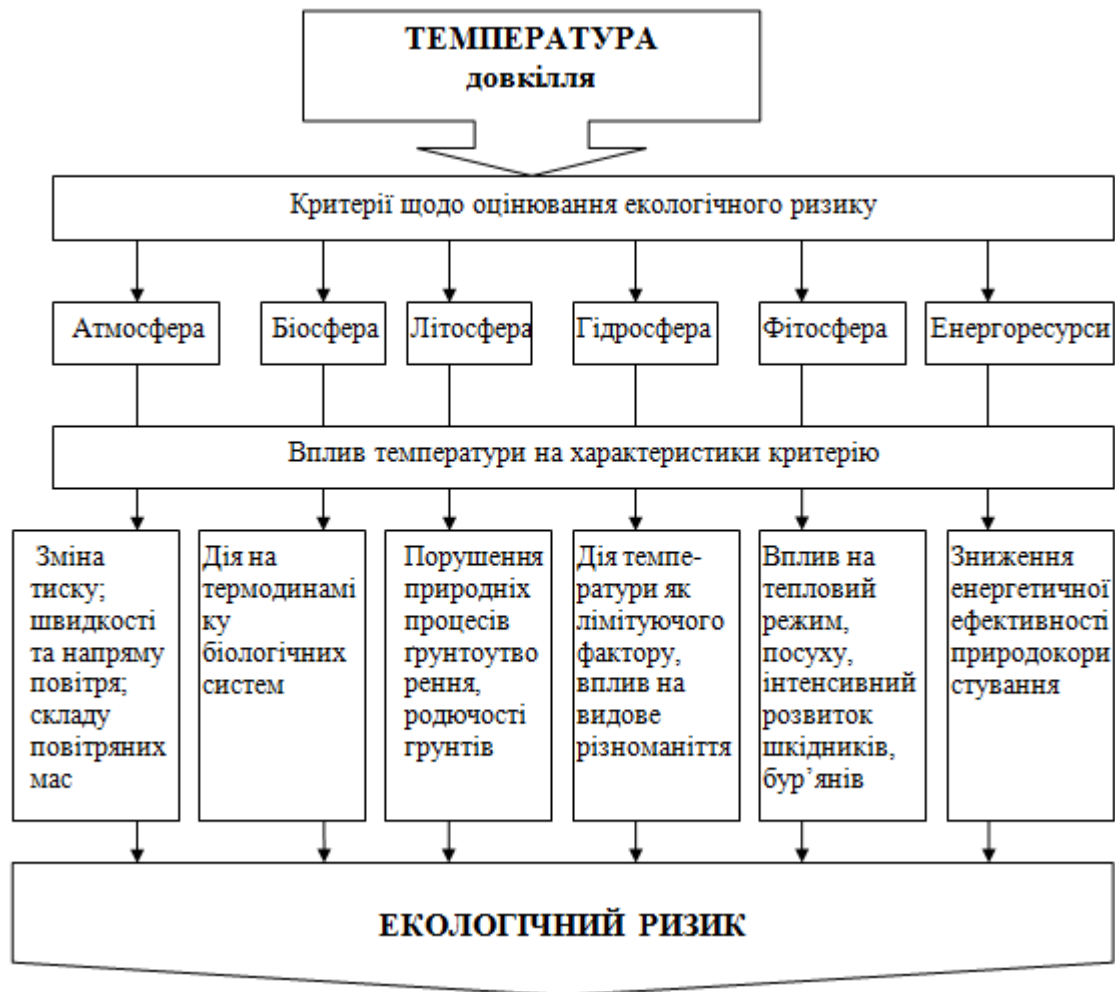 ТЕМПЕРАТУРА
довкілля
Критерії щодо оцінювання екологічного ризику
Атмосфера
Біосфера
Літосфера
Гідросфера
Фітосфера
Енергоресурси
Вплив температури на характеристики критерію
Зміна
тиску;
швидкості
та напряму
повітря;
складу
повітряних
мас
Дія на
термодинамі
ку
біологічних
систем
Порушення
природніх
процесів
ґрунтоутво
рення,
родючості
ґрунтів
Дія темпе-
ратури як
лімітуючого
фактору,
вплив на
видове
різноманіття
Вплив на
тепловий
режим,
посуху,
інтенсивний
розвиток
шкідників,
бур’янів
Зниження
енергетичної
ефективності
природокори
стування
ЕКОЛОГІЧНИЙ РИЗИК